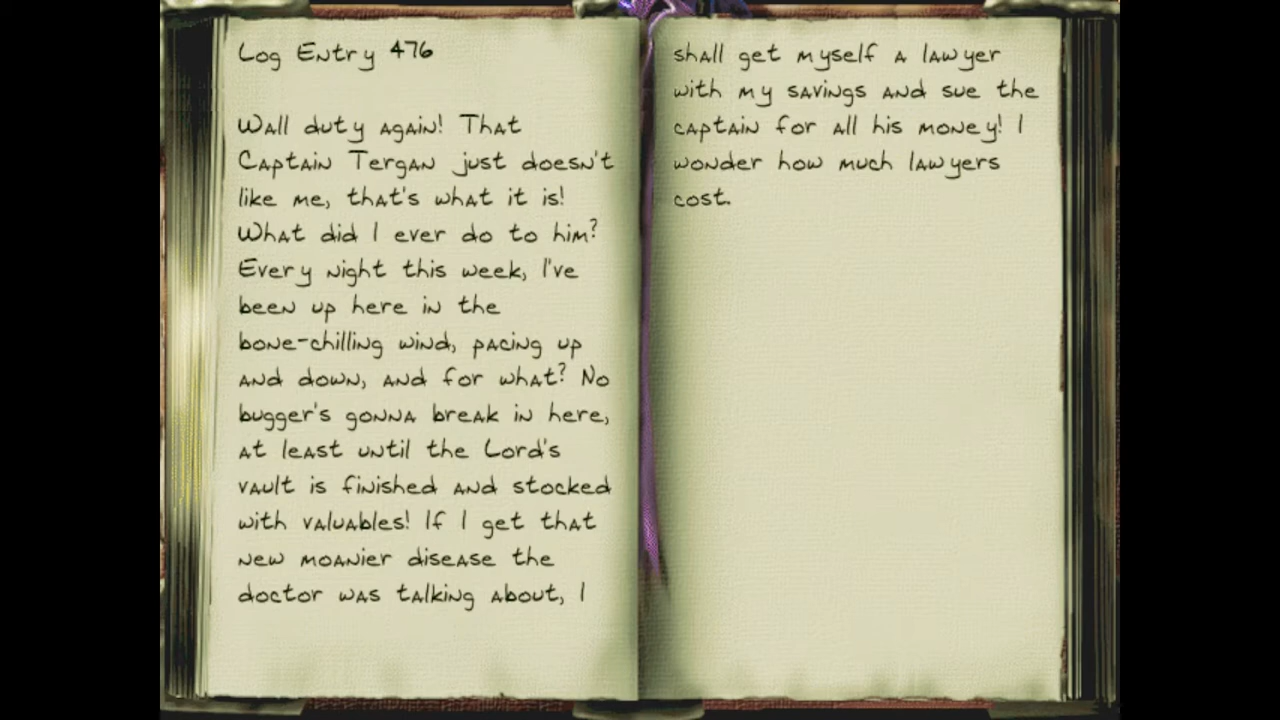 Log Entry 476
Wall duty again! That
Captain Tergan just doesn't
like me, that's what it is!
What did I ever do to him?
Every night this week, I've
been up here in the
bone-chilling wind, pacing up
and down, and for what? No
bugger's gonna break in here,
at least until the Lord's
vault is finished and stocked
with valuables! If I get that
new moanier disease the
doctor was talking about, I
shall get myself a lawyer
with my savings and sue the
captain for all his money! I
wonder how much lawyers
cost.